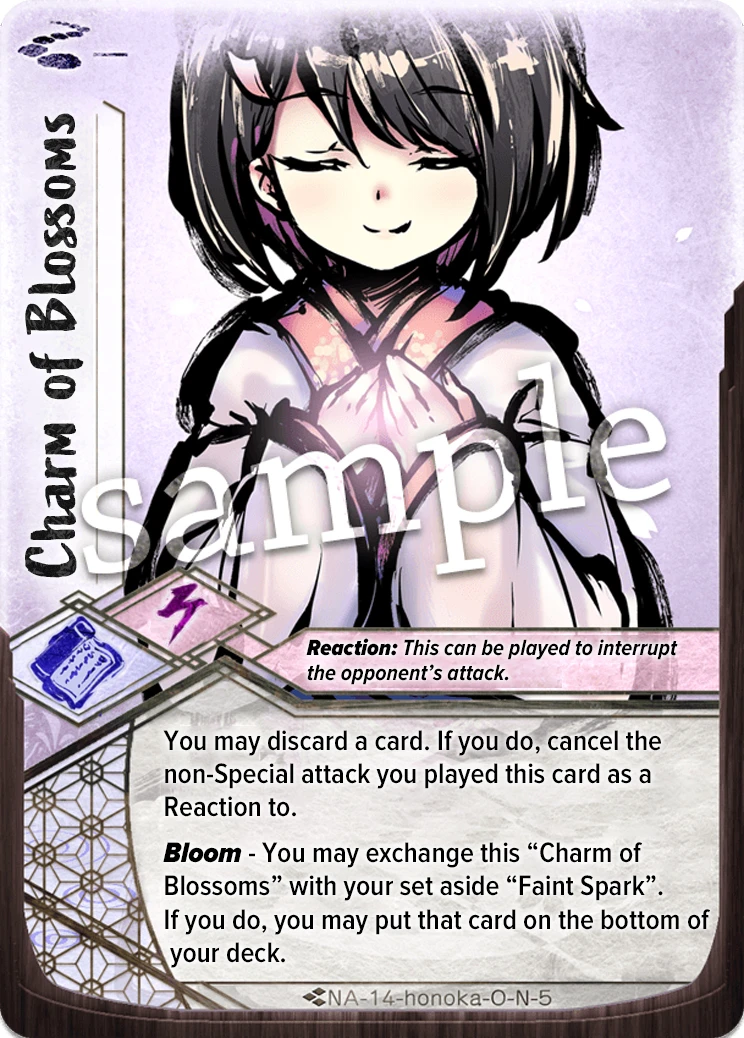 Charm of Blossoms
sample
Reaction: This can be played to interrupt
the opponent's attack.
You may discard a card. If you do, cancel the
non-Special attack you played this card as a
Reaction to.
Bloom - You may exchange this “Charm of
Blossoms” with your set aside “Faint Spark”.
If you do, you may put that card on the bottom of
your deck.
NA-14-honoka-O-N-5